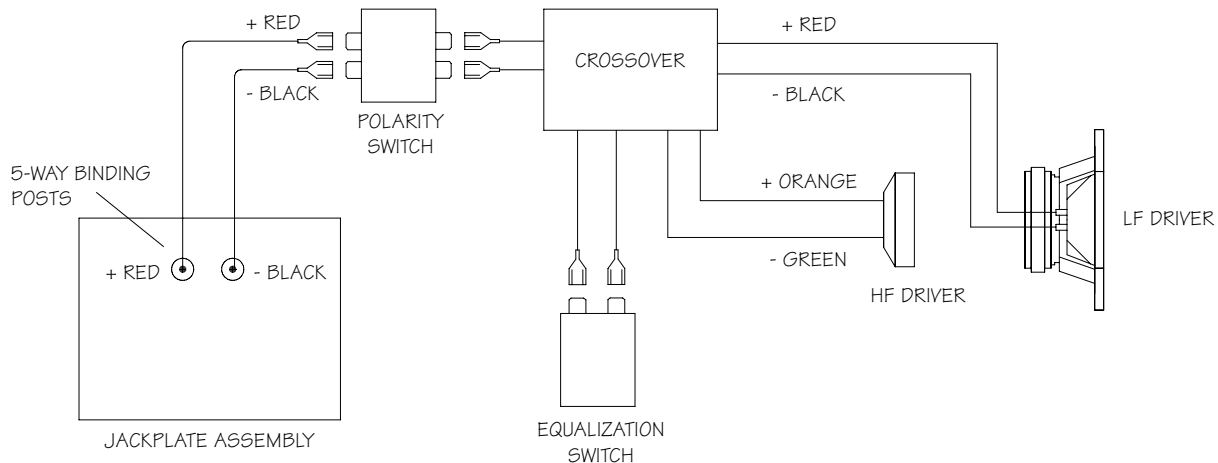 + RED
- BLACK
POLARITY
SWITCH
CROSSOVER
+ RED
- BLACK
5-WAY BINDING
POSTS
+ RED
- BLACK
JACKPLATE ASSEMBLY
+ ORANGE
- GREEN
HF DRIVER
LF DRIVER
EQUALIZATION
SWITCH